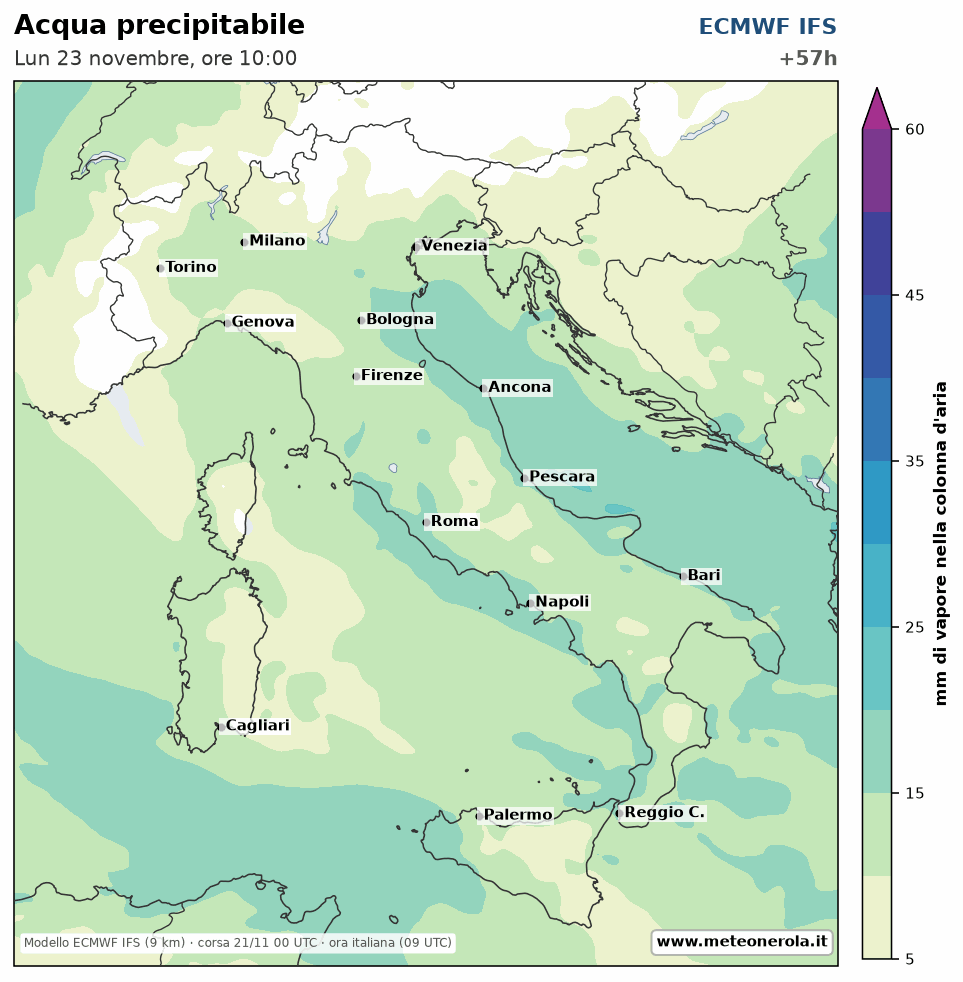 Acqua precipitabile
ECMWF IFS
Lun 23 novembre, ore 10:00
+57h
Milano
Venezia
Torino
Genova
Bologna
Firenze
Ancona
Pescara
Roma
Bari
Napoli
Cagliari
Palermo
Reggio C.
60
45
35
25
15
5
mm di vapore nella colonna d'aria
Modello ECMWF IFS (9 km) · corsa 21/11 00 UTC · ora italiana (09 UTC)
www.meteonerola.it